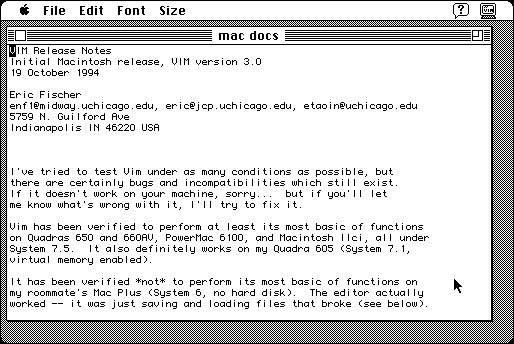 File Edit Font Size
mac docs
VIM Release Notes
Initial Macintosh release, VIM version 3.0
19 October 1994
Eric Fischer
enf1@midway.uchicago.edu, eric@jcp.uchicago.edu, etaoin@uchicago.edu
5759 N. Guilford Ave
Indianapolis IN 46220 USA
I've tried to test Vim under as many conditions as possible, but
there are certainly bugs and incompatibilities which still exist.
If it doesn't work on your machine, sorry... but if you'll let
me know what's wrong with it, I'll try to fix it.
Vim has been verified to perform at least its most basic of functions
on Quadras 650 and 660AV, PowerMac 6100, and Macintosh IIci, all under
System 7.5. It also definitely works on my Quadra 605 (System 7.1,
virtual memory enabled).
It has been verified *not* to perform its most basic of functions on
my roommate's Mac Plus (System 6, no hard disk). The editor actually
worked -- it was just saving and loading files that broke (see below).